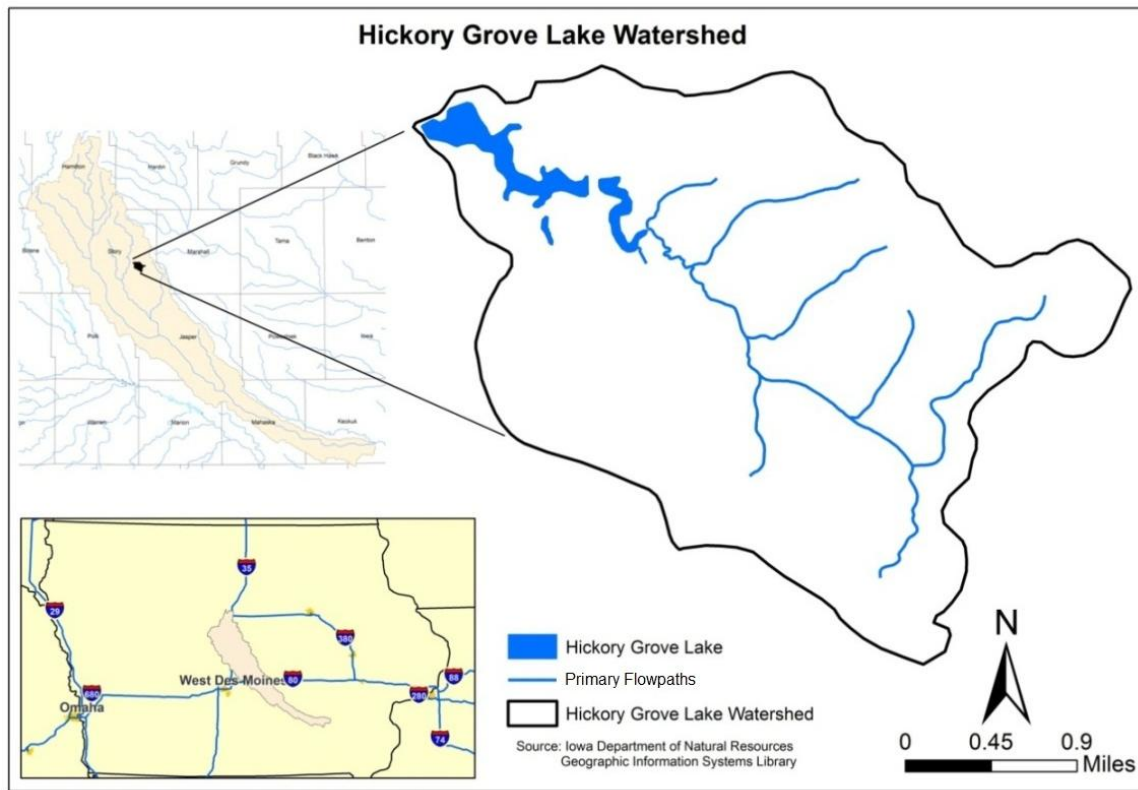 Hickory Grove Lake Watershed
Hamilton
Hardin
Grundy
Black Hawk
Boone
Story
Marshall
Tama
Benton
Polk
Jasper
Poweshiek
Iowa
Warren
Marion
Mahaska
Keokuk
35
29
380
West Des Moines
80
680
Omaha
280
88
74
Hickory Grove Lake
Primary Flowpaths
Hickory Grove Lake Watershed
Source: Iowa Department of Natural Resources
Geographic Information Systems Library
N
0 0.45 0.9
Miles